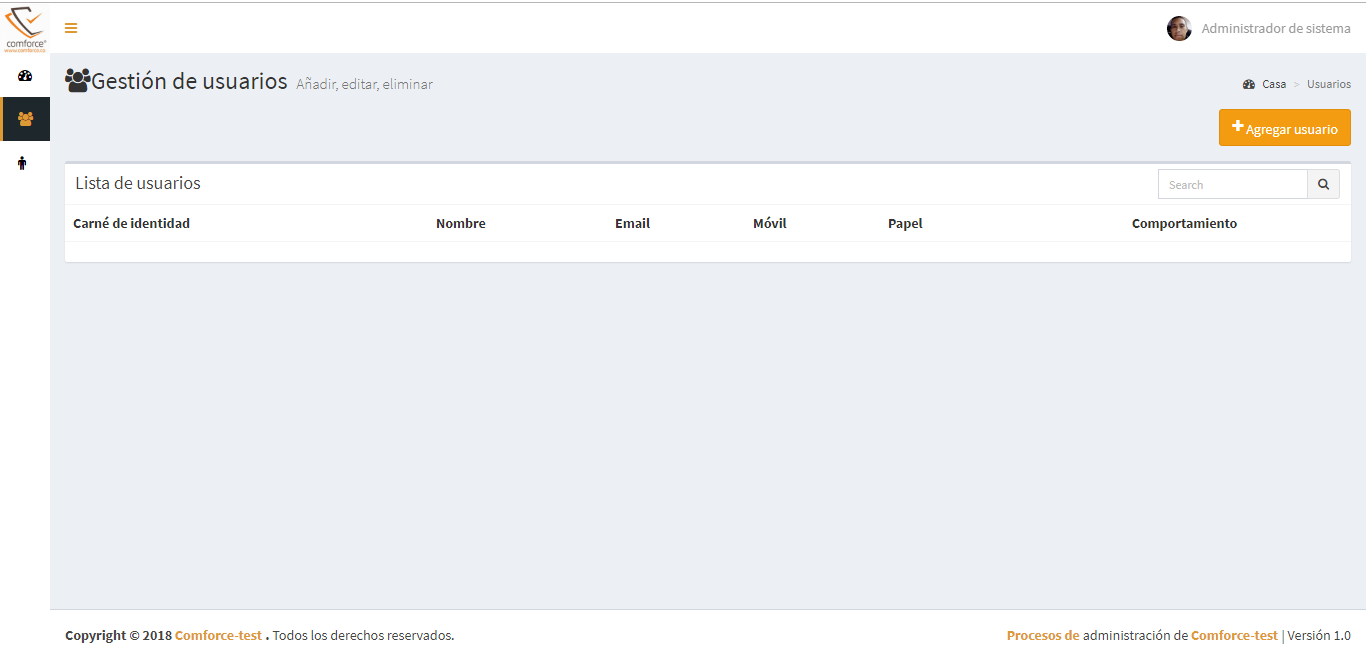 comforce®
www.comforce.co
Administrador de sistema
Gestión de usuarios Añadir, editar, eliminar
Casa > Usuarios
Agregar usuario
Lista de usuarios
Search
Carné de identidad Nombre Email Móvil Papel Comportamiento
Copyright © 2018 Comforce-test . Todos los derechos reservados.
Procesos de administración de Comforce-test | Versión 1.0